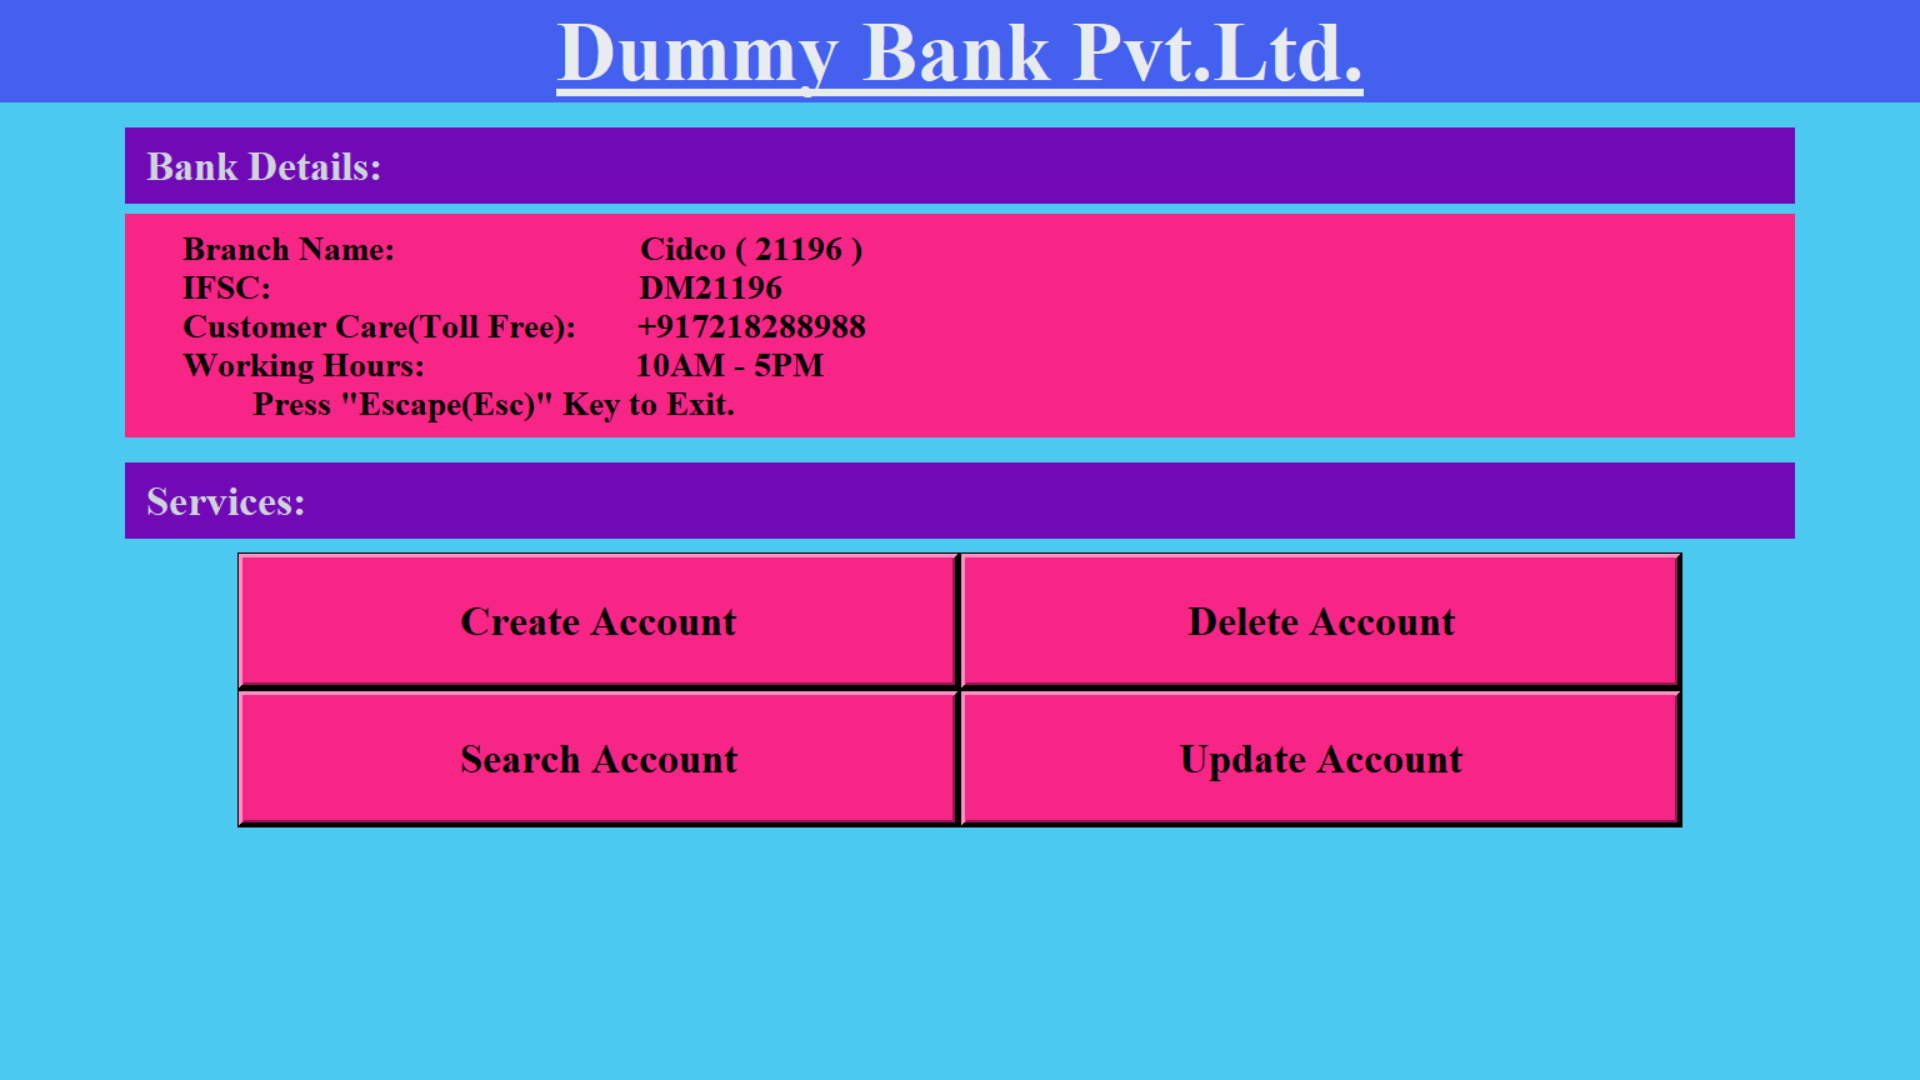 Dummy Bank Pvt.Ltd.
Bank Details:
Branch Name: Cidco ( 21196 )
IFSC: DM21196
Customer Care(Toll Free): +917218288988
Working Hours: 10AM - 5PM
Press "Escape(Esc)" Key to Exit.
Services:
Create Account Delete Account
Search Account Update Account